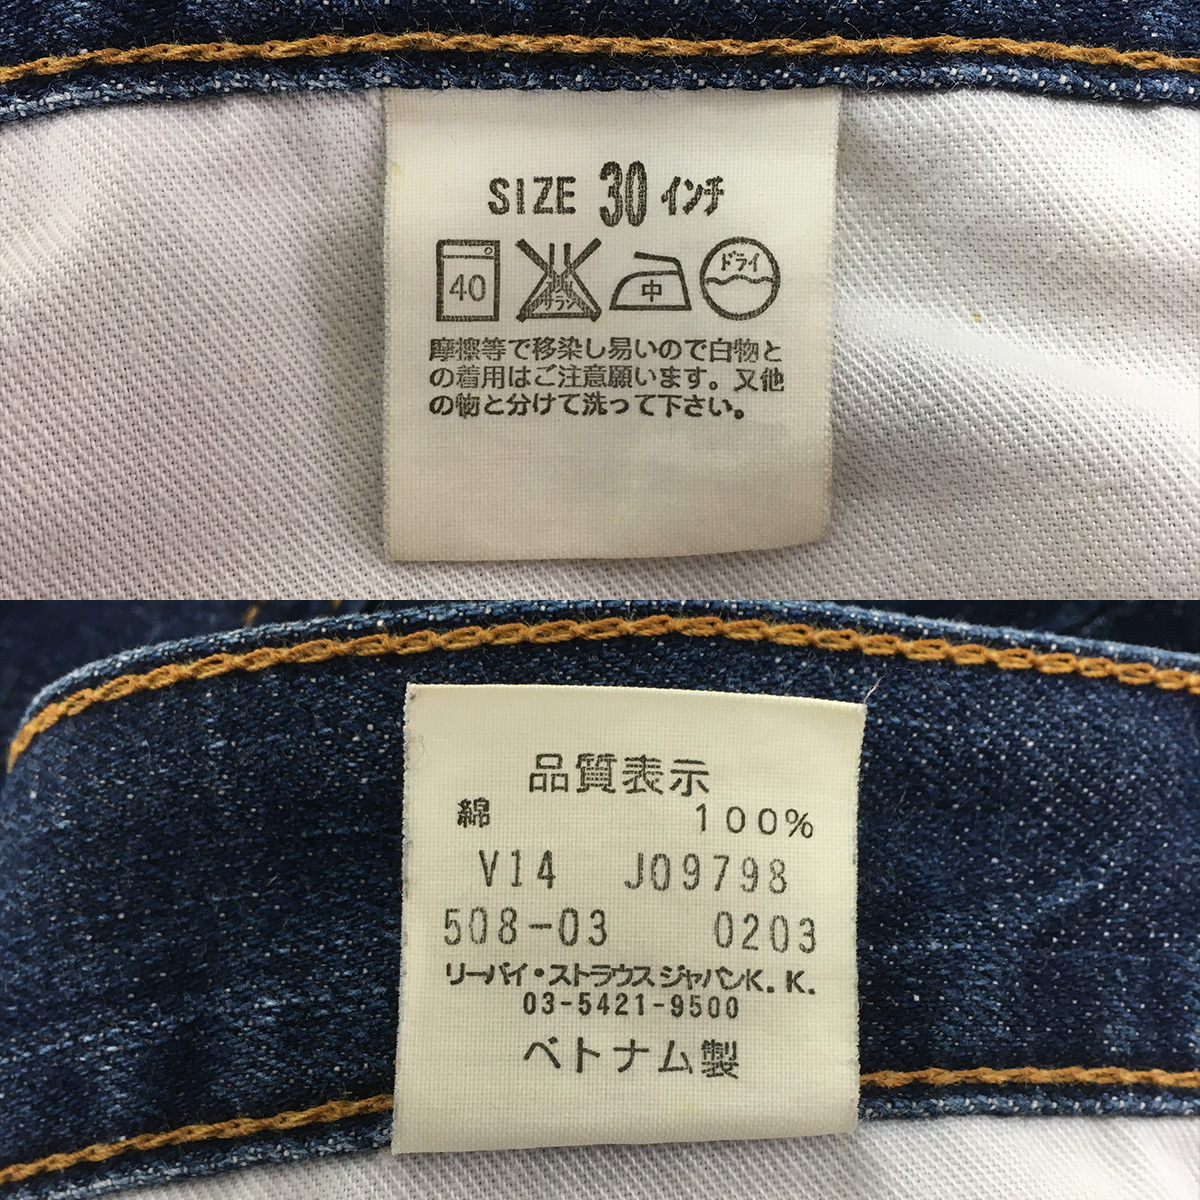 SIZE 30 インチ
40 サラシ 中 ドライ
摩擦等で移染し易いので白物と
の着用はご注意願います。又他
の物と分けて洗って下さい。
品質表示
綿 100%
V14 J09798
508-03 0203
リーバイ・ストラウス ジャパンK.K.
03-5421-9500
ベトナム製